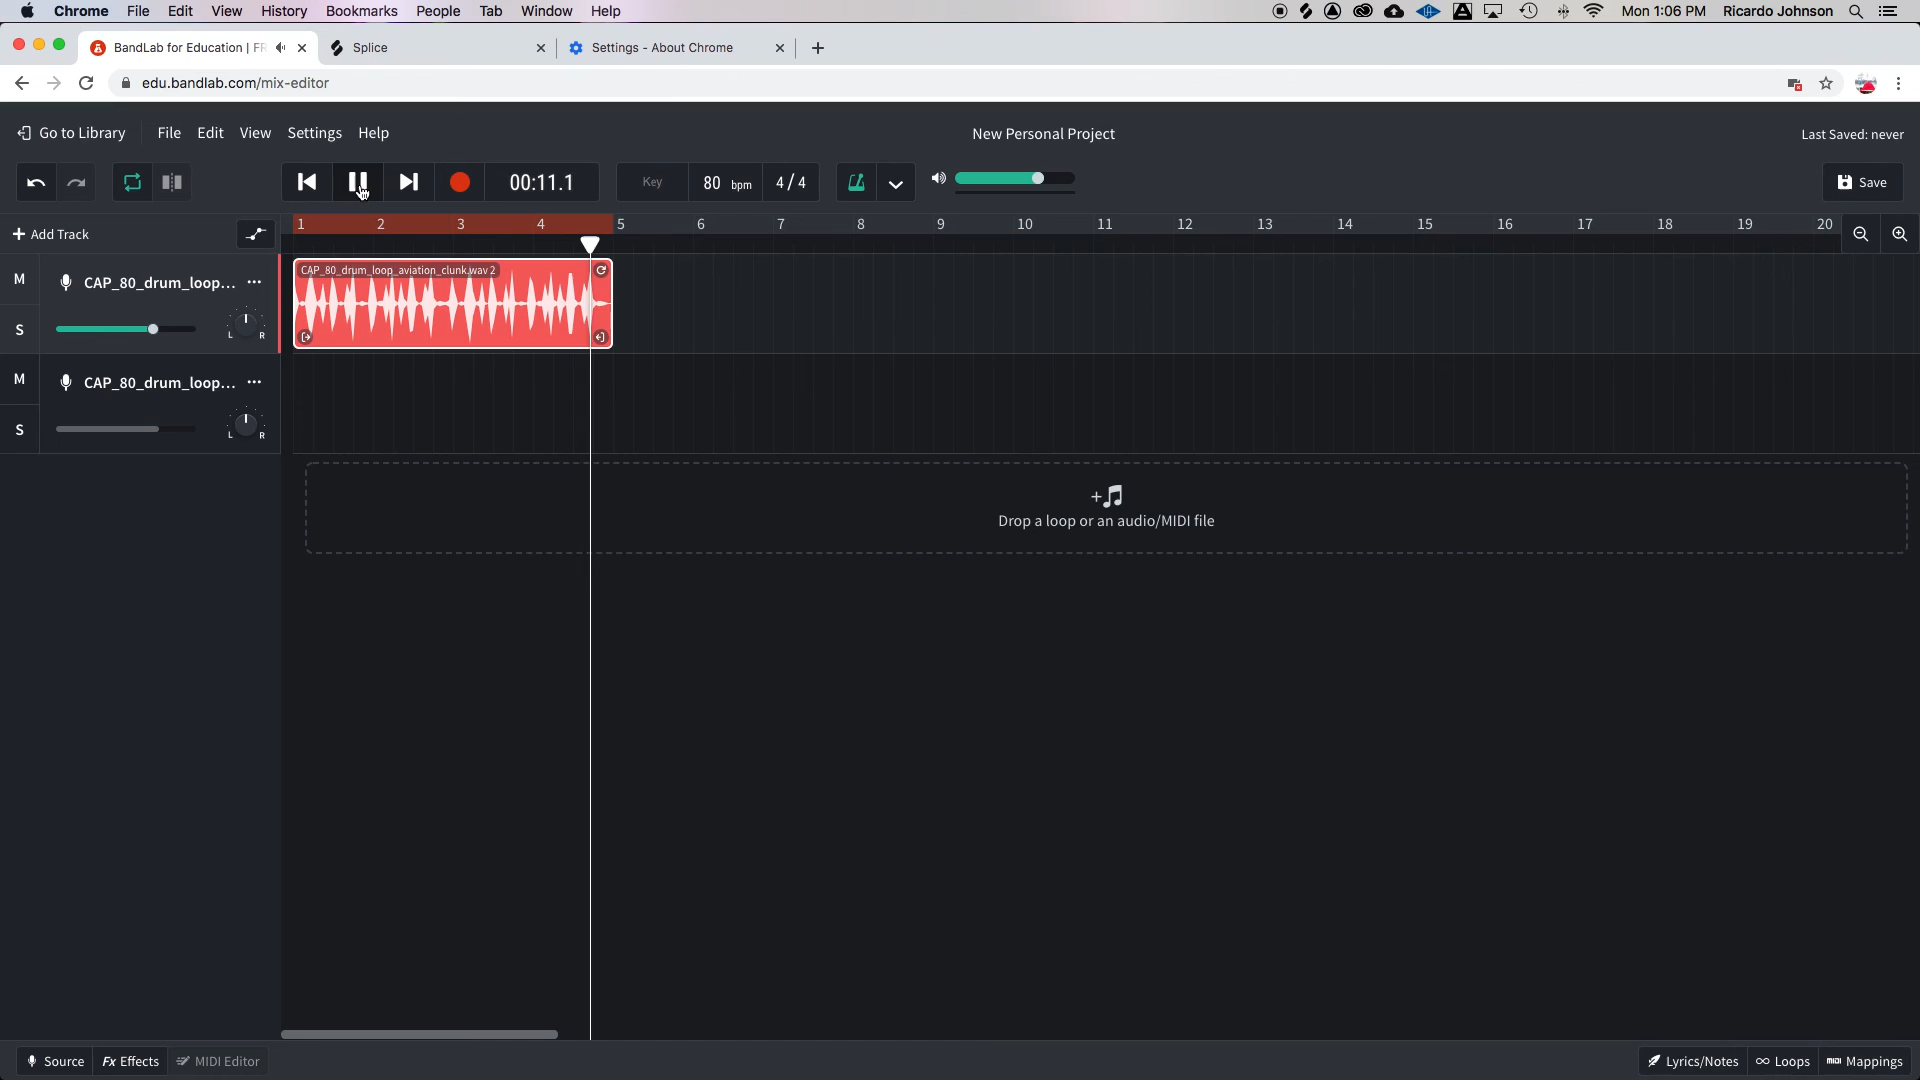 Chrome File Edit View History Bookmarks People Tab Window Help Mon 1:06 PM Ricardo Johnson
BandLab for Education | FR Splice Settings - About Chrome
edu.bandlab.com/mix-editor
Go to Library File Edit View Settings Help New Personal Project Last Saved: never
00:11.1 Key 80 bpm 4/4 Save
+ Add Track 1 2 3 4 5 6 7 8 9 10 11 12 13 14 15 16 17 18 19 20
M CAP_80_drum_loop... CAP_80_drum_loop_aviation_clunk.wav 2
S L R
M CAP_80_drum_loop...
S L R
Drop a loop or an audio/MIDI file
Source Fx Effects MIDI Editor Lyrics/Notes Loops MIDI Mappings